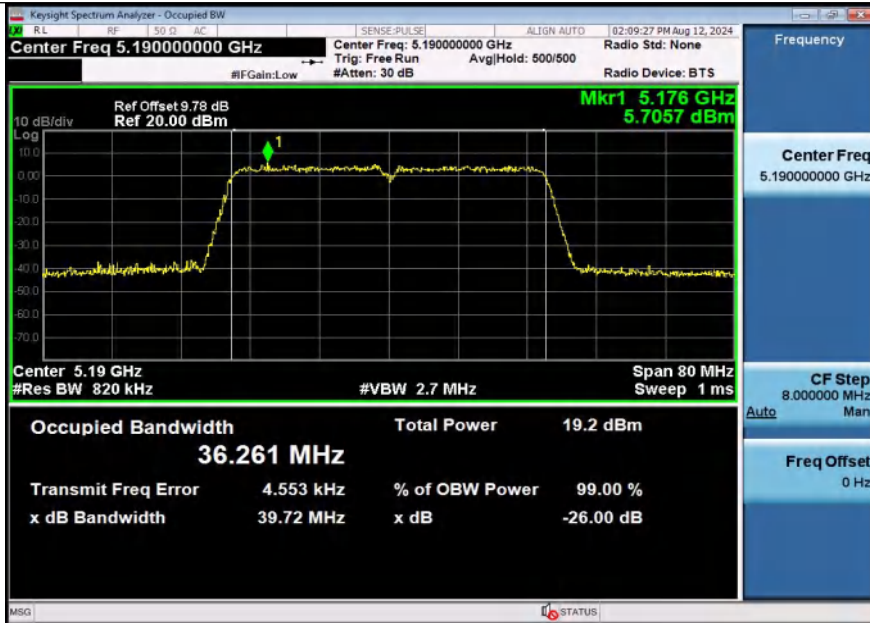 Keysight Spectrum Analyzer - Occupied BW
RL RF 50 Ω AC SENSE:PULSE ALIGN AUTO 02:09:27 PM Aug 12, 2024
Center Freq 5.190000000 GHz
Center Freq: 5.190000000 GHz
Radio Std: None
Trig: Free Run Avg|Hold: 500/500
#IFGain:Low
#Atten: 30 dB
Radio Device: BTS
Ref Offset 9.78 dB
Mkr1 5.176 GHz
10 dB/div Ref 20.00 dBm
5.7057 dBm
Log
1
10.0
0.00
-10.0
-20.0
-30.0
-40.0
-50.0
-60.0
-70.0
Center 5.19 GHz Span 80 MHz
#Res BW 820 kHz #VBW 2.7 MHz Sweep 1 ms
Occupied Bandwidth Total Power 19.2 dBm
36.261 MHz
Transmit Freq Error 4.553 kHz % of OBW Power 99.00 %
x dB Bandwidth 39.72 MHz x dB -26.00 dB
MSG STATUS
Frequency
Center Freq
5.190000000 GHz
CF Step
8.000000 MHz
Auto Man
Freq Offset
0 Hz